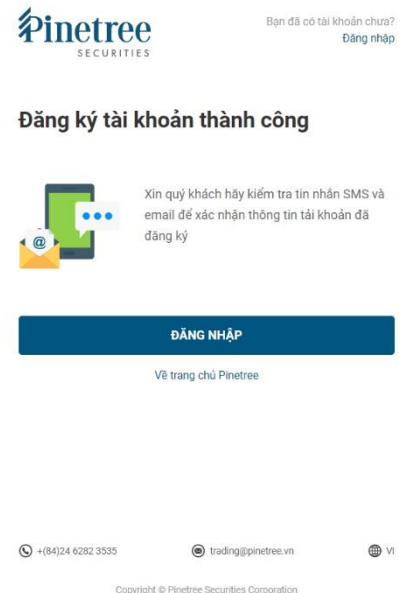 Pinetree
SECURITIES
Bạn đã có tài khoản chưa?
Đăng nhập
Đăng ký tài khoản thành công
Xin quý khách hãy kiểm tra tin nhắn SMS và
email để xác nhận thông tin tài khoản đã
đăng ký
@
ĐĂNG NHẬP
Về trang chủ Pinetree
+(84)24 6282 3535
trading@pinetree.vn
VI
Copyright © Pinetree Securities Corporation